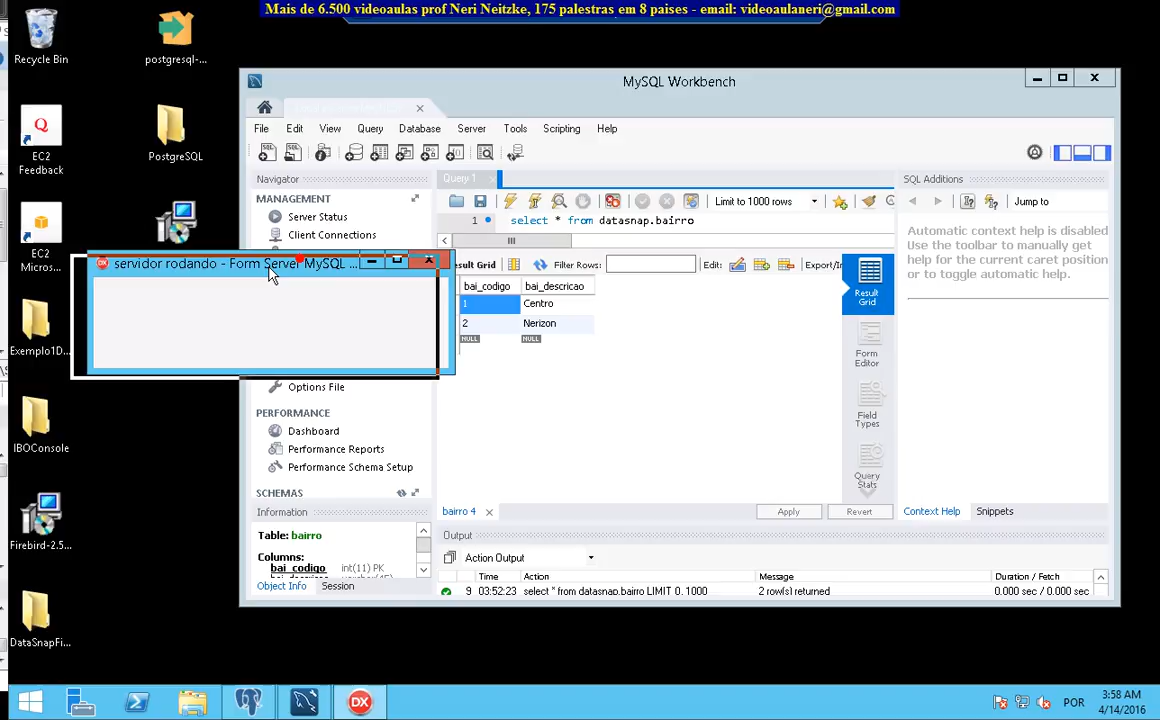 Mais de 6.500 videoaulas prof Neri Neitzke, 175 palestras em 8 paises - email: videoaulaneri@gmail.com
Recycle Bin
postgresql-...
EC2
Feedback
PostgreSQL
EC2
Micros...
Exemplo1D...
IBOConsole
Firebird-2.5...
DataSnapFi...
MySQL Workbench
File Edit View Query Database Server Tools Scripting Help
Navigator
MANAGEMENT
Server Status
Client Connections
servidor rodando - Form Server MySQL ...
Options File
PERFORMANCE
Dashboard
Performance Reports
Performance Schema Setup
SCHEMAS
Information
Table: bairro
Columns:
bai_codigo int(11) PK
Object Info Session
Query 1
Limit to 1000 rows
1 select * from datasnap.bairro
esult Grid Filter Rows: Edit: Export/In
bai_codigo bai_descricao
1 Centro
2 Nerizon
NULL NULL
Result
Grid
Form
Editor
Field
Types
Query
Stats
bairro 4 Apply Revert
SQL Additions
Jump to
Automatic context help is disabled
Use the toolbar to manually get
help for the current caret position
or to toggle automatic help.
Context Help Snippets
Output
Action Output
Time Action Message Duration / Fetch
9 03:52:23 select * from datasnap.bairro LIMIT 0, 1000 2 row(s) returned 0.000 sec / 0.000 sec
POR
3:58 AM
4/14/2016